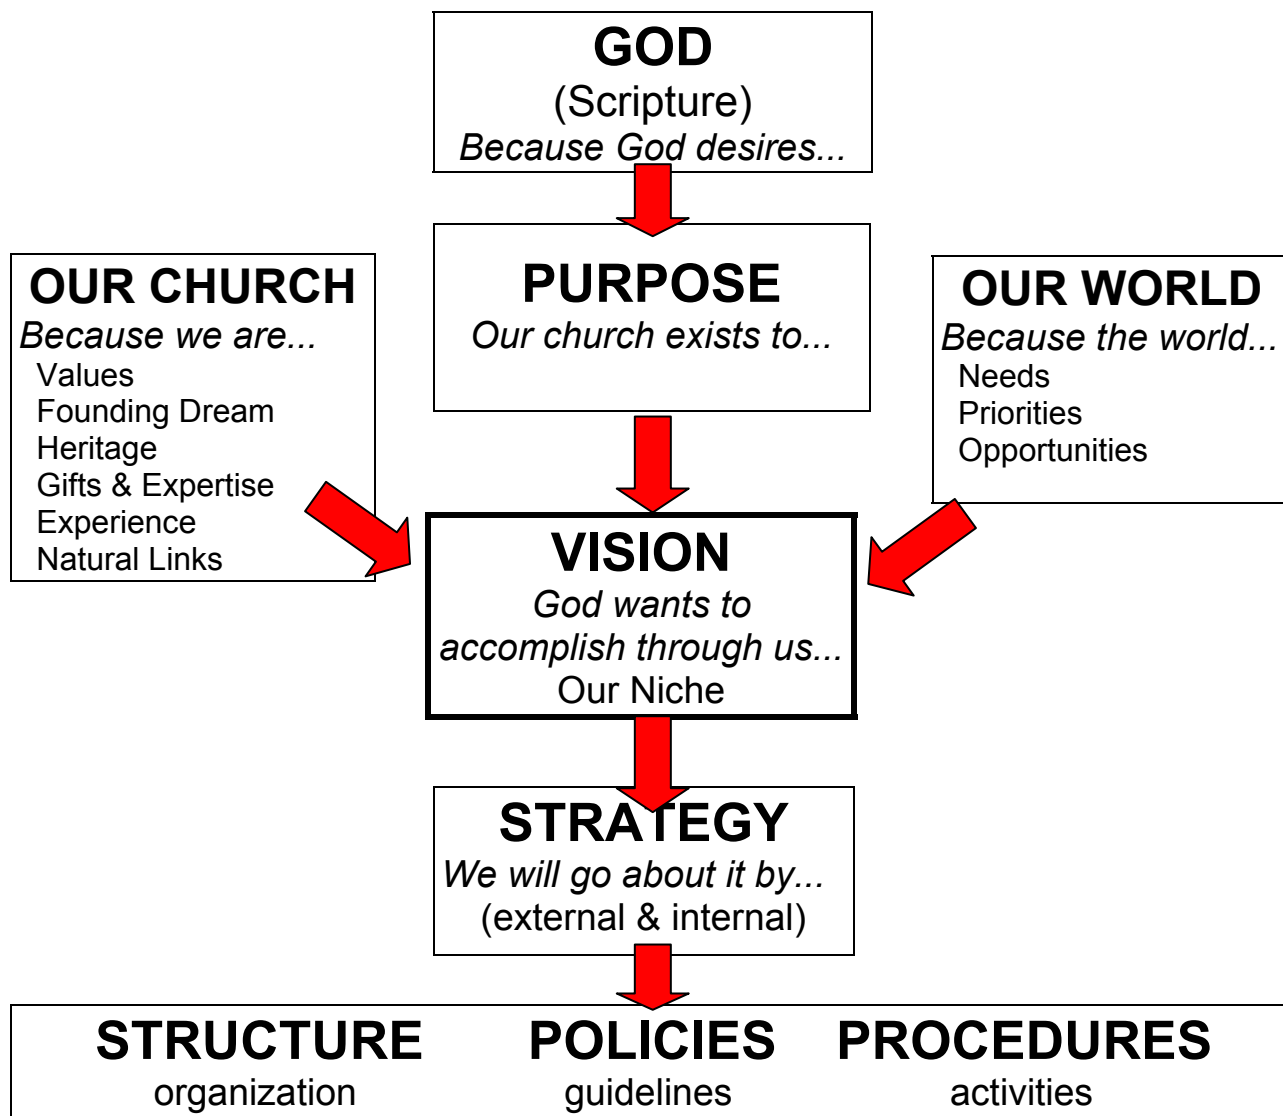 GOD
(Scripture)
Because God desires...
PURPOSE
Our church exists to...
OUR CHURCH
Because we are...
Values
Founding Dream
Heritage
Gifts & Expertise
Experience
Natural Links
OUR WORLD
Because the world...
Needs
Priorities
Opportunities
VISION
God wants to
accomplish through us...
Our Niche
STRATEGY
We will go about it by...
(external & internal)
STRUCTURE POLICIES PROCEDURES
organization guidelines activities